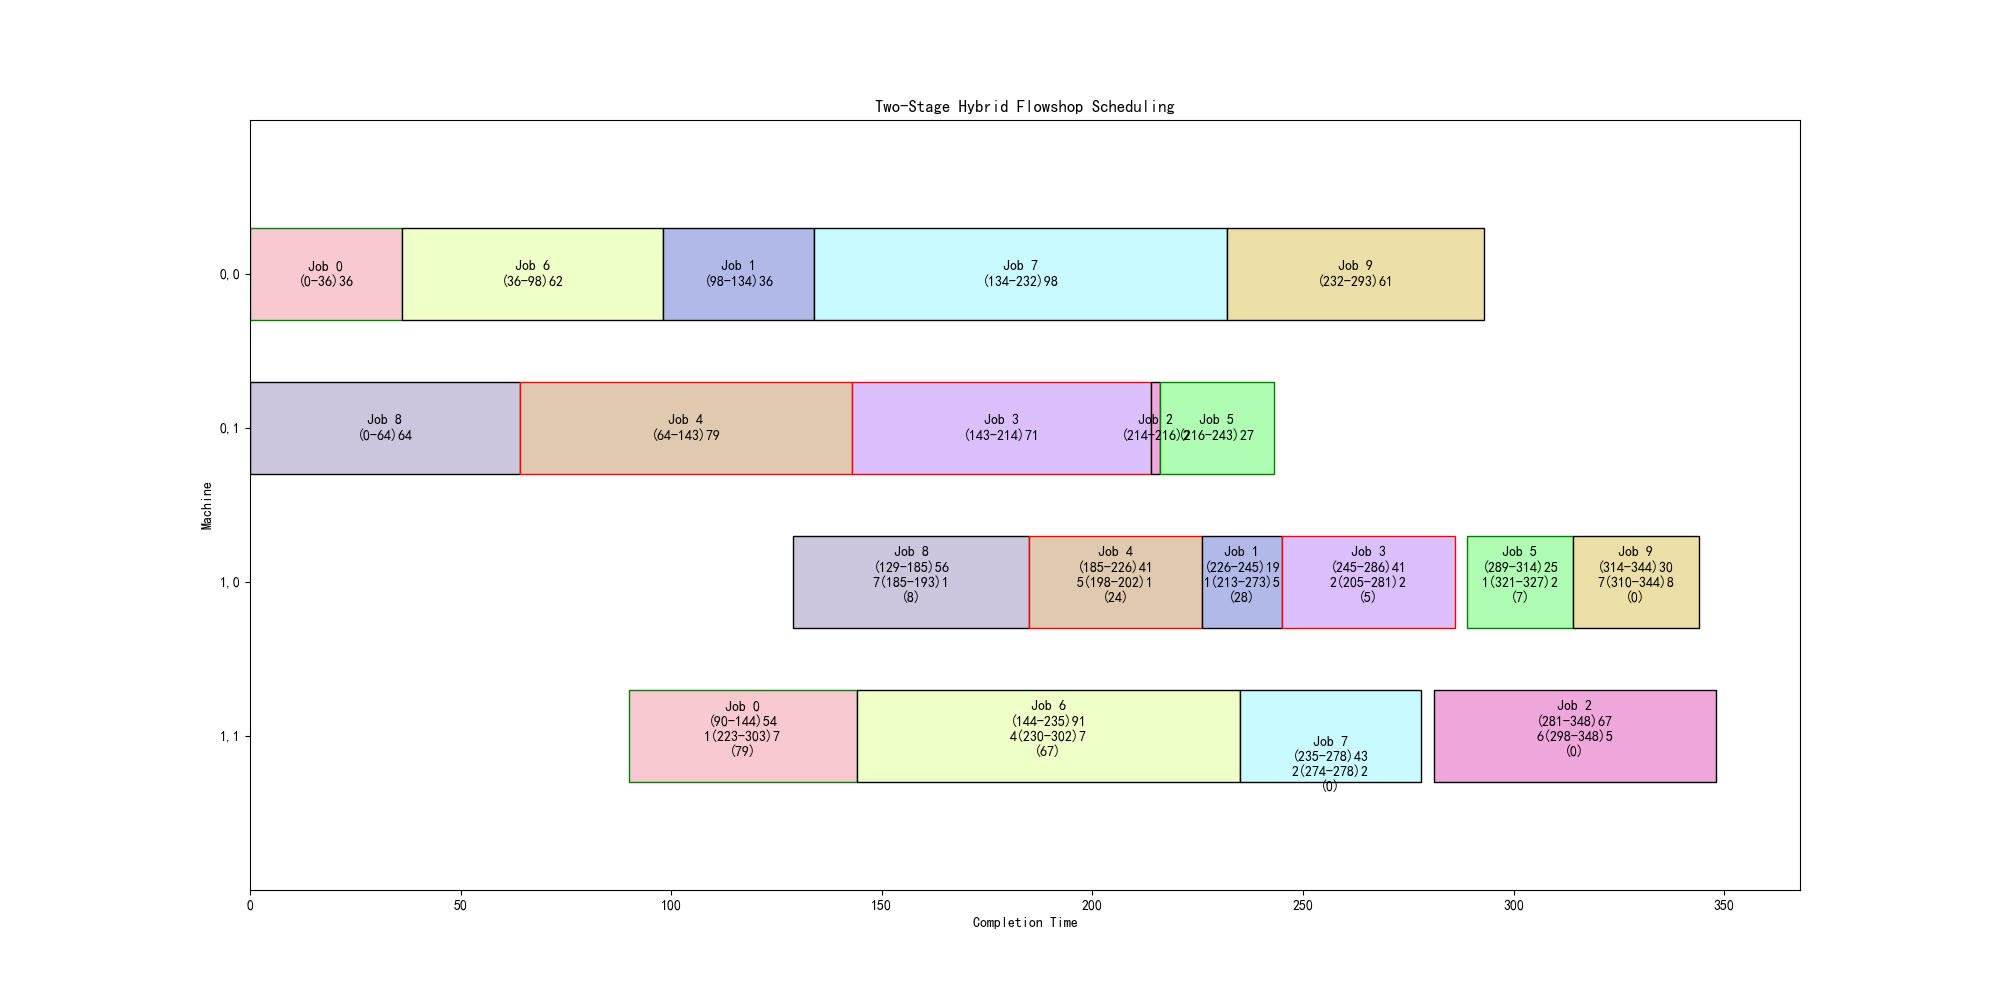 Two-Stage Hybrid Flowshop Scheduling
Machine
0,0
Job 0
(0-36)36
Job 6
(36-98)62
Job 1
(98-134)36
Job 7
(134-232)98
Job 9
(232-293)61
0,1
Job 8
(0-64)64
Job 4
(64-143)79
Job 3
(143-214)71
Job 2
(214-216)2
Job 5
(216-243)27
1,0
Job 8
(129-185)56
7(185-193)1
(8)
Job 4
(185-226)41
5(198-202)1
(24)
Job 1
(226-245)19
1(213-273)5
(28)
Job 3
(245-286)41
2(205-281)2
(5)
Job 5
(289-314)25
1(321-327)2
(7)
Job 9
(314-344)30
7(310-344)8
(0)
1,1
Job 0
(90-144)54
1(223-303)7
(79)
Job 6
(144-235)91
4(230-302)7
(67)
Job 7
(235-278)43
2(274-278)2
(0)
Job 2
(281-348)67
6(298-348)5
(0)
0
50
100
150
200
250
300
350
Completion Time